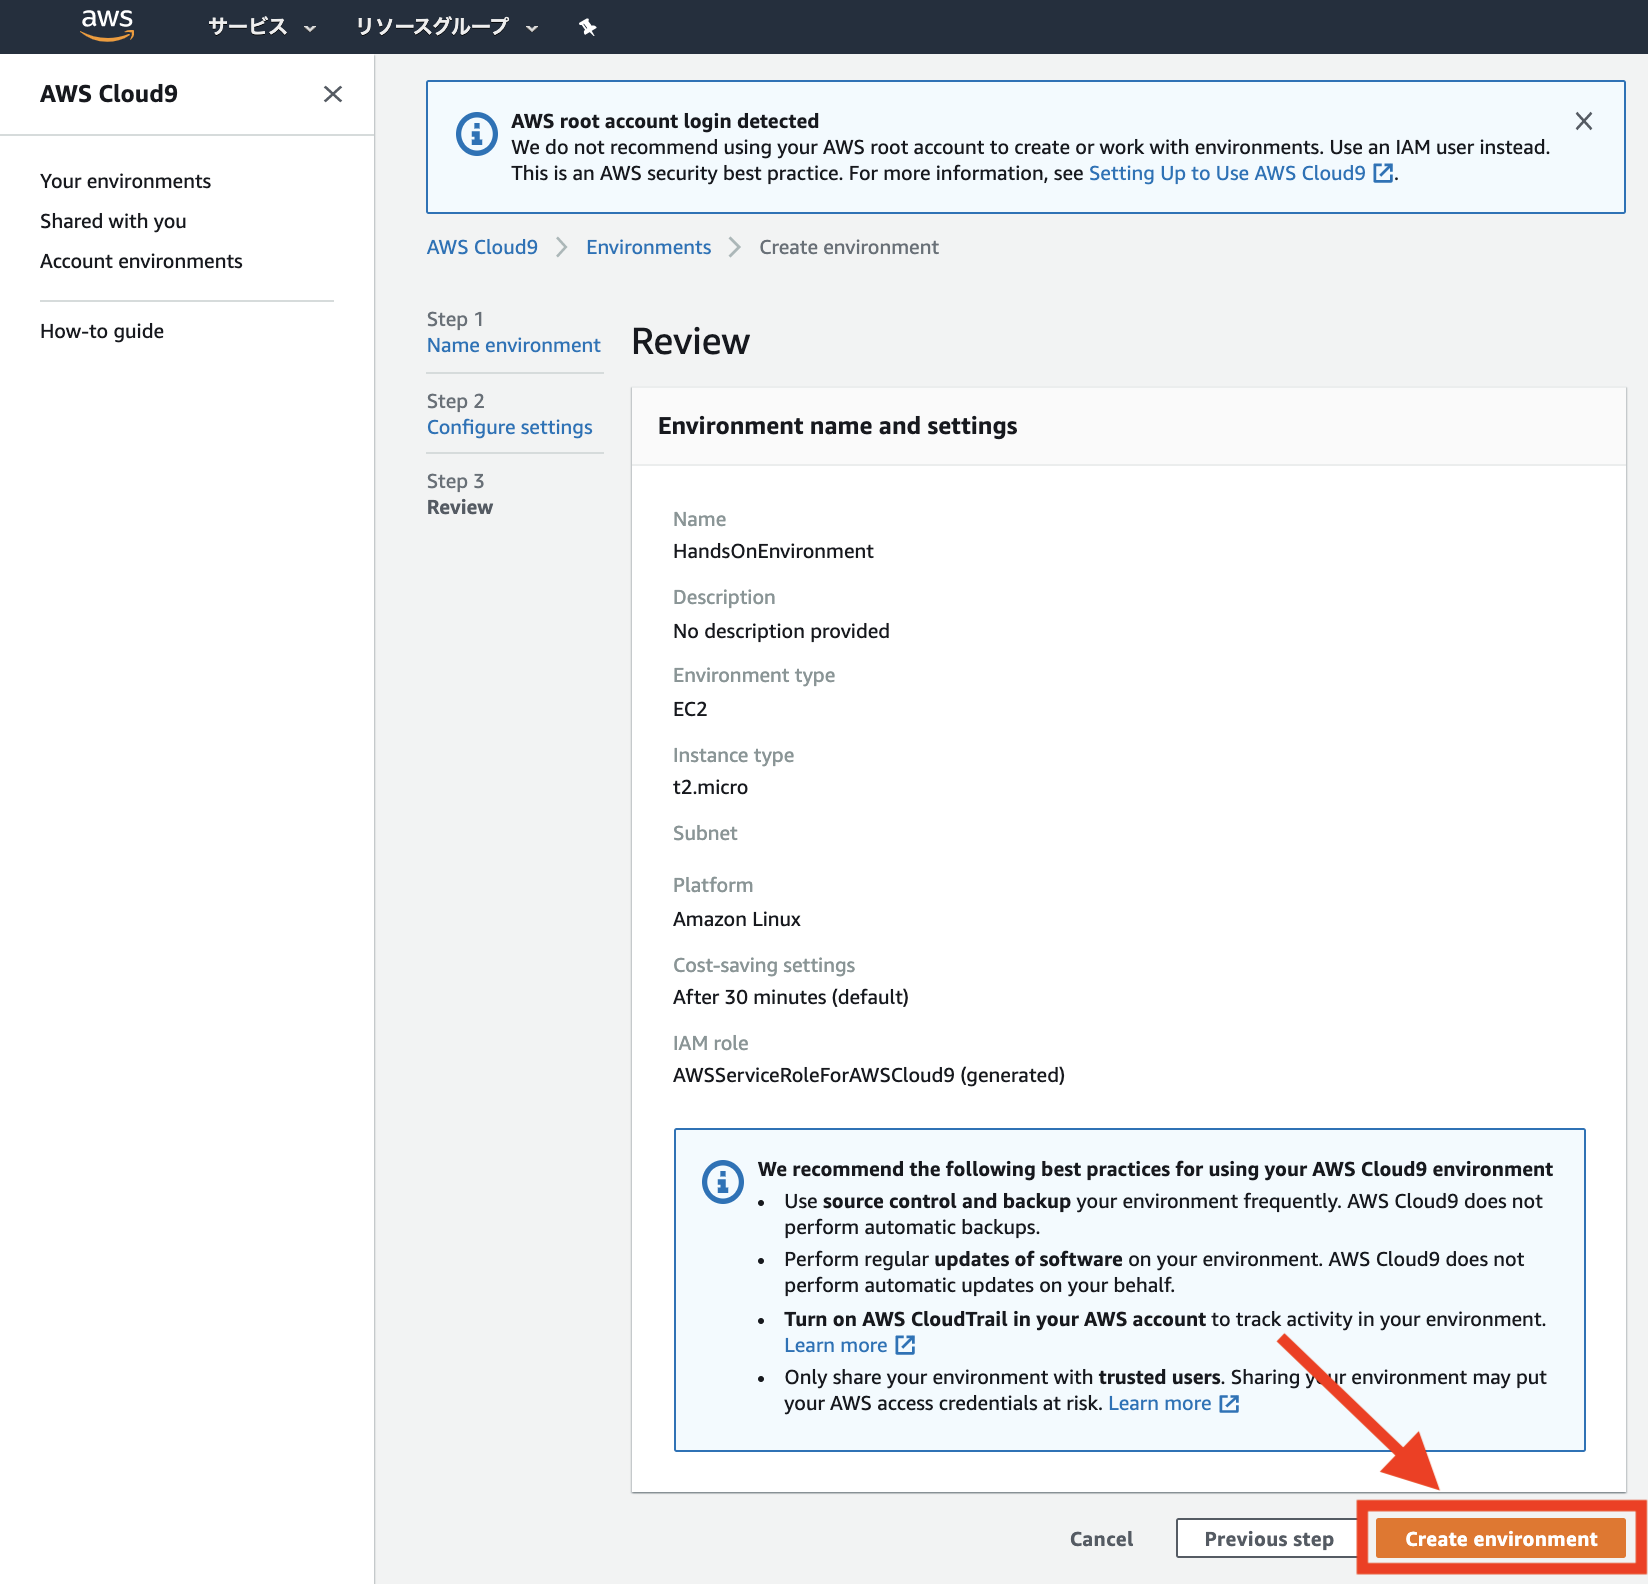 aws サービス リソースグループ
AWS Cloud9
Your environments
Shared with you
Account environments
How-to guide
AWS root account login detected
We do not recommend using your AWS root account to create or work with environments. Use an IAM user instead.
This is an AWS security best practice. For more information, see Setting Up to Use AWS Cloud9.
AWS Cloud9 Environments Create environment
Step 1
Name environment
Step 2
Configure settings
Step 3
Review
Review
Environment name and settings
Name
HandsOnEnvironment
Description
No description provided
Environment type
EC2
Instance type
t2.micro
Subnet
Platform
Amazon Linux
Cost-saving settings
After 30 minutes (default)
IAM role
AWSServiceRoleForAWSCloud9 (generated)
We recommend the following best practices for using your AWS Cloud9 environment
• Use source control and backup your environment frequently. AWS Cloud9 does not
perform automatic backups.
• Perform regular updates of software on your environment. AWS Cloud9 does not
perform automatic updates on your behalf.
• Turn on AWS CloudTrail in your AWS account to track activity in your environment.
Learn more
• Only share your environment with trusted users. Sharing your environment may put
your AWS access credentials at risk. Learn more
Cancel Previous step Create environment